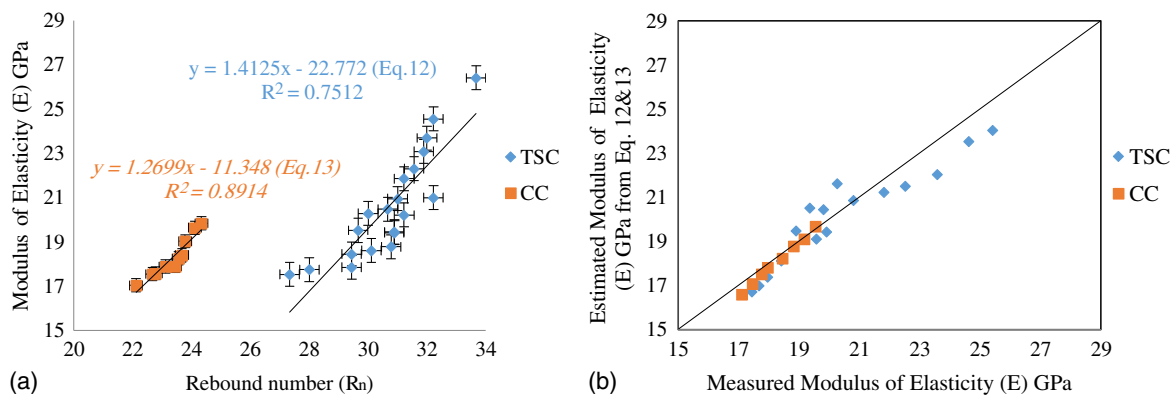 29
27
25
23
21
19
17
15
Modulus of Elasticity (E) GPa
y = 1.4125x - 22.772 (Eq.12)
R² = 0.7512
y = 1.2699x - 11.348 (Eq.13)
R² = 0.8914
TSC
CC
20 22 24 26 28 30 32 34
(a) Rebound number (Rn)
29
27
25
23
21
19
17
15
Estimated Modulus of Elasticity
(E) GPa from Eq. 12&13
TSC
CC
15 17 19 21 23 25 27 29
(b) Measured Modulus of Elasticity (E) GPa